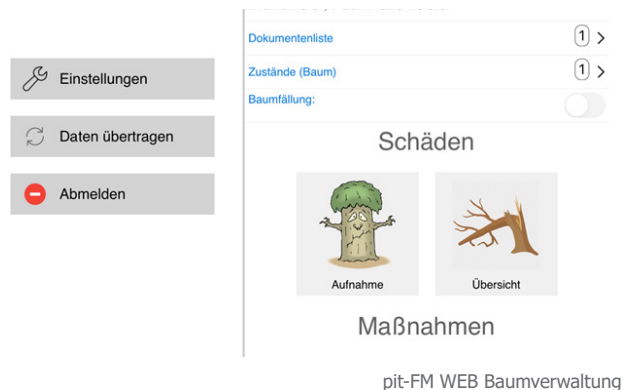 Einstellungen
Daten übertragen
Abmelden
Dokumentenliste 1 >
Zustände (Baum) 1 >
Baumfällung:
Schäden
Aufnahme
Übersicht
Maßnahmen
pit-FM WEB Baumverwaltung